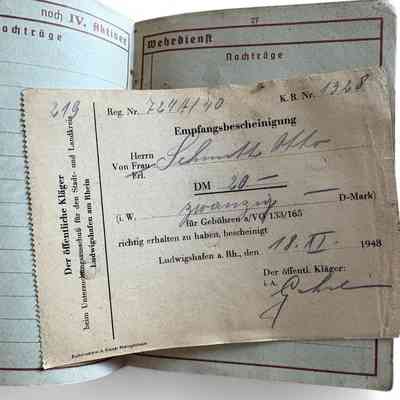 noch IV. Aktiver
Nachträge
27
Wehrdienst
Nachträge
219
Der öffentliche Kläger
beim Untersuchungsausschuß für den Stadt- und Landkreis
Ludwigshafen am Rhein
Reg. Nr. 7244/40 K. B. Nr. 1328
Empfangsbescheinigung
Herrn
Von Frau Schmitt Otto
Frl.
DM 20 —
(i. W. zwanzig — D-Mark)
für Gebühren a/VO 133/165
richtig erhalten zu haben, bescheinigt
Ludwigshafen a. Rh., den 18. XI. 1948
Der öffentl. Kläger:
i.A.